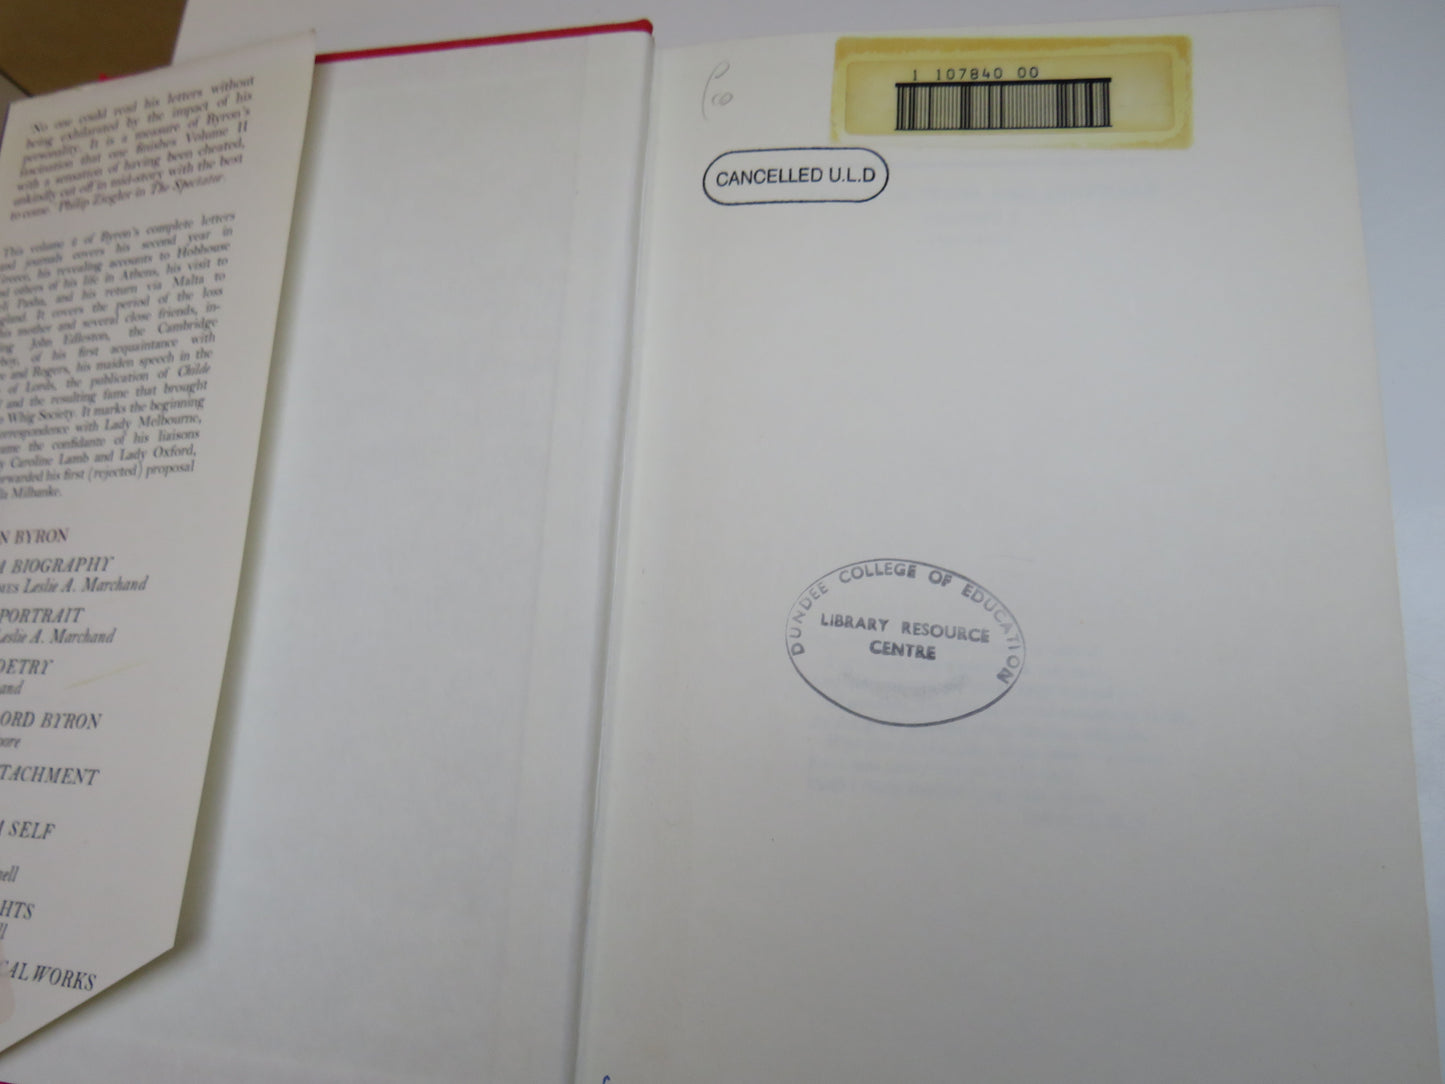 'No one could read his letters without
being exhilarated by the impact of his
personality. It is a measure of Byron's
fascination that one finishes Volume II
with a sensation of having been cheated,
unkindly cut off in mid-story with the best
to come.' Philip Ziegler in The Spectator.
This volume 2 of Byron's complete letters
and journals covers his second year in
Greece, his revealing accounts to Hobhouse
and others of his life in Athens, his visit to
Pasha, and his return via Malta to
It covers the period of the loss
his mother and several close friends, in-
John Edleston, the Cambridge
of his first acquaintance with
and Rogers, his maiden speech in the
of Lords, the publication of Childe
and the resulting fame that brought
Whig Society. It marks the beginning
correspondence with Lady Melbourne,
the confidante of his liaisons
Caroline Lamb and Lady Oxford,
his first (rejected) proposal
Milbanke.
N BYRON
A BIOGRAPHY
Leslie A. Marchand
PORTRAIT
Leslie A. Marchand
OETRY
and
ORD BYRON
oore
TACHMENT
A SELF
nell
HTS
ll
CAL WORKS
1 107840 00
CANCELLED U.L.D
DUNDEE COLLEGE OF EDUCATION
LIBRARY RESOURCE
CENTRE